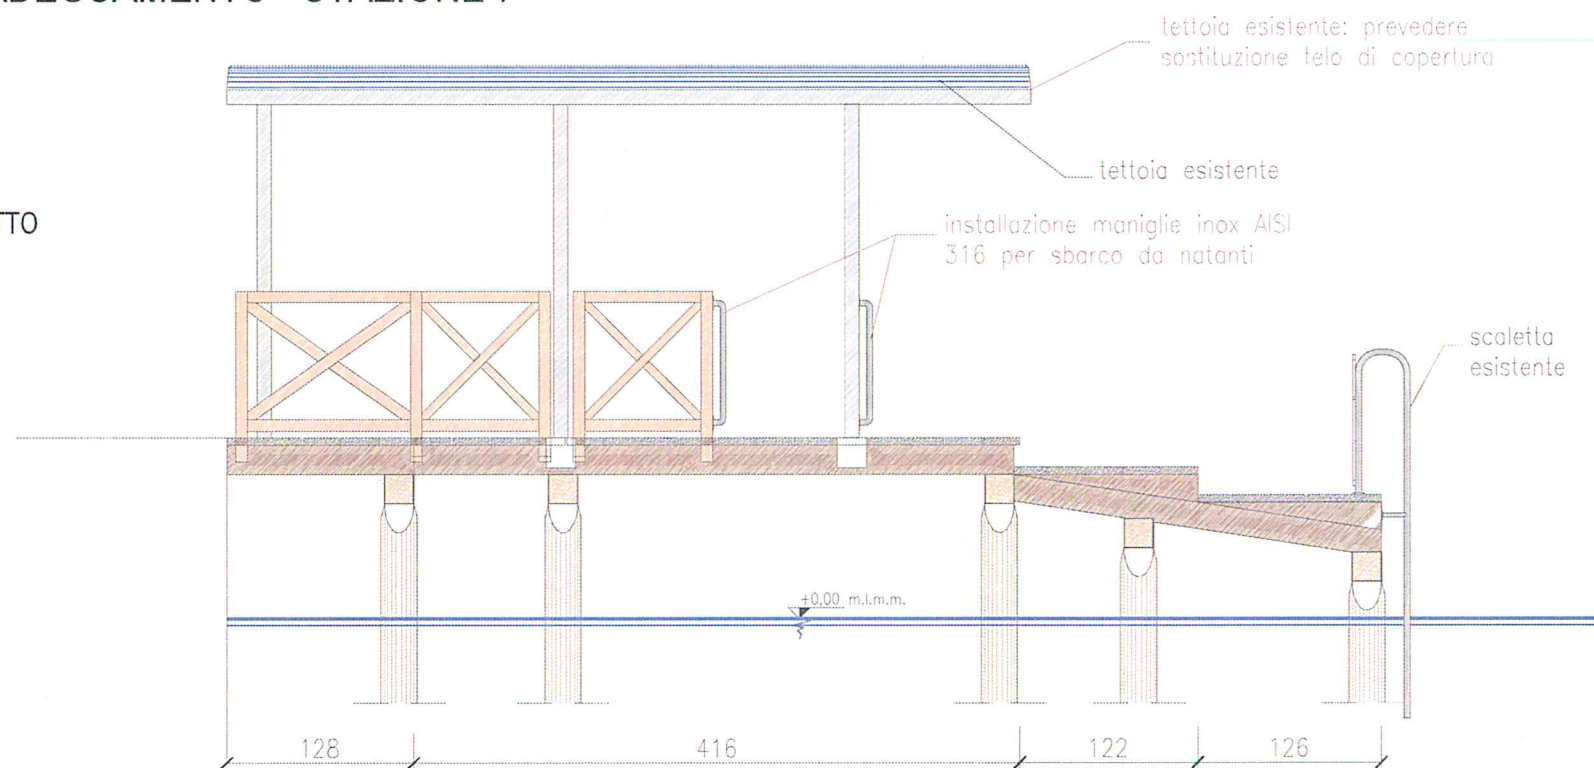 tettoia esistente: prevedere
sostituzione telo di copertura
tettoia esistente
installazione maniglie inox AISI
316 per sbarco da natanti
scaletta
esistente
+0,00 m.l.m.m.
128
416
122
126